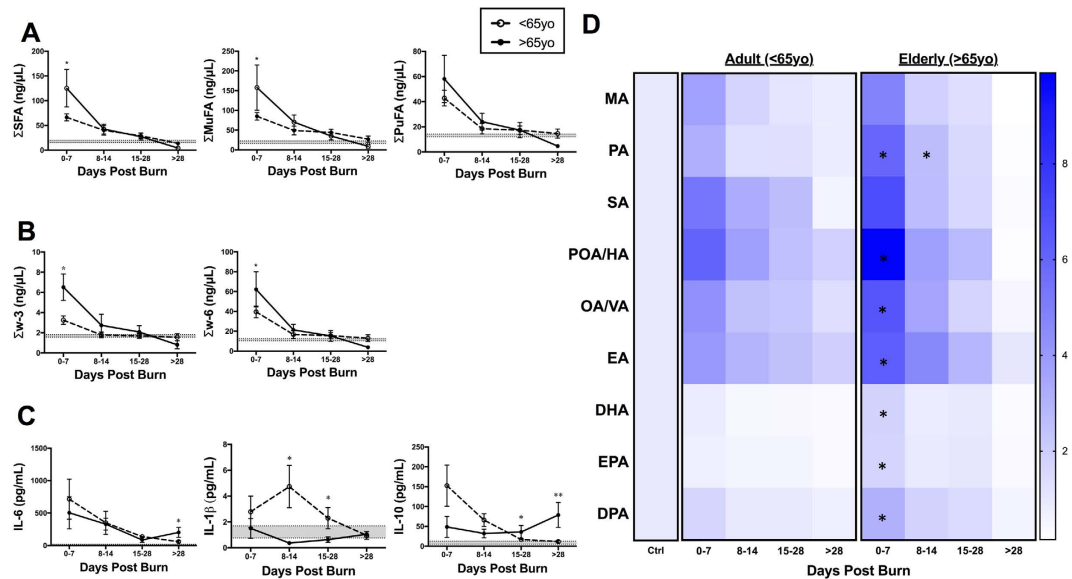 A
<65yo
>65yo
ΣSFA (ng/µL)
200
150
100
50
0
*
0-7
8-14
15-28
>28
Days Post Burn
ΣMuFA (ng/µL)
250
200
150
100
50
0
*
0-7
8-14
15-28
>28
Days Post Burn
ΣPuFA (ng/µL)
80
60
40
20
0
0-7
8-14
15-28
>28
Days Post Burn
B
Σw-3 (ng/µL)
10
8
6
4
2
0
*
0-7
8-14
15-28
>28
Days Post Burn
Σw-6 (ng/µL)
100
80
60
40
20
0
*
0-7
8-14
15-28
>28
Days Post Burn
C
IL-6 (pg/mL)
1500
1000
500
0
*
0-7
8-14
15-28
>28
Days Post Burn
IL-1β (pg/mL)
8
6
4
2
0
*
*
0-7
8-14
15-28
>28
Days Post Burn
IL-10 (pg/mL)
250
200
150
100
50
0
*
**
0-7
8-14
15-28
>28
Days Post Burn
D
Adult (<65yo)
Elderly (>65yo)
MA
PA
* *
SA
POA/HA
*
OA/VA
*
EA
*
DHA
*
EPA
*
DPA
*
Ctrl
0-7
8-14
15-28
>28
0-7
8-14
15-28
>28
Days Post Burn
8
6
4
2